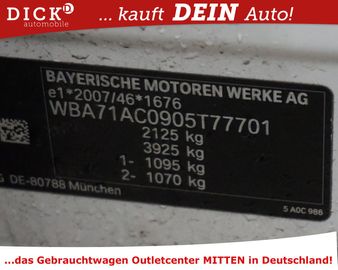 DICK D
automobile
... kauft DEIN Auto!
BAYERISCHE MOTOREN WERKE AG
e1*2007/46*1676
WBA71AC0905T77701
2125 kg
3925 kg
1- 1095 kg
2- 1070 kg
G DE-80788 München
5 A0C 986
...das Gebrauchtwagen Outletcenter MITTEN in Deutschland!